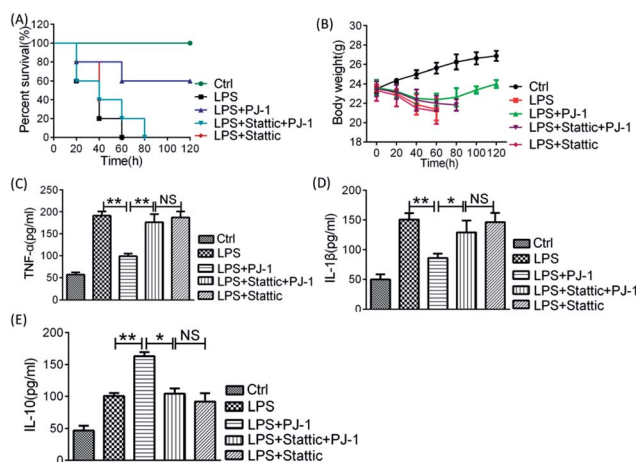 (A)
Percent survival(%)
100
80
60
40
20
0
0 20 40 60 80 100 120
Time(h)
Ctrl
LPS
LPS+PJ-1
LPS+Stattic+PJ-1
LPS+Stattic
(B)
Body weight(g)
28
26
24
22
20
18
0 20 40 60 80 100 120
Time(h)
Ctrl
LPS
LPS+PJ-1
LPS+Stattic+PJ-1
LPS+Stattic
(C)
TNF-α(pg/ml)
250
200
150
100
50
0
** ** NS
Ctrl
LPS
LPS+PJ-1
LPS+Stattic+PJ-1
LPS+Stattic
(D)
IL-1β(pg/ml)
200
150
100
50
0
** * NS
Ctrl
LPS
LPS+PJ-1
LPS+Stattic+PJ-1
LPS+Stattic
(E)
IL-10(pg/ml)
200
150
100
50
0
** * NS
Ctrl
LPS
LPS+PJ-1
LPS+Stattic+PJ-1
LPS+Stattic